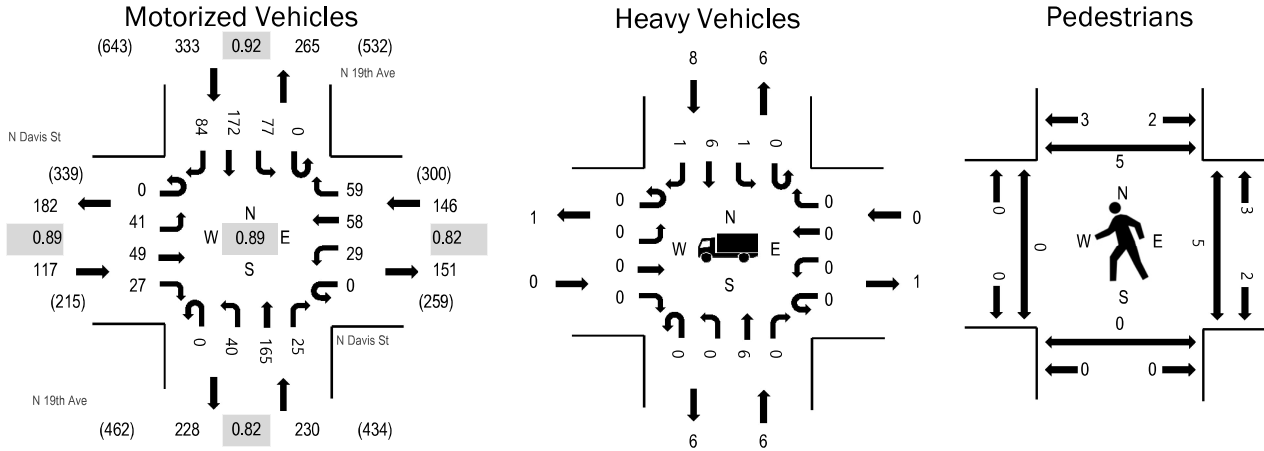 Motorized Vehicles
(643) 333 0.92 265 (532)
N 19th Ave
N Davis St
84 172 77 0
(339) 0 59 (300)
182 41 58 146
0.89 W N 0.89 E S 0.82
117 49 29 151
(215) 27 0 (259)
0 40 165 25
N Davis St
N 19th Ave
(462) 228 0.82 230 (434)
Heavy Vehicles
8 6
1 6 1 0
0 0
1 0 0 0
N
W E
S
0 0 0 1
0 0
0 0 6 0
6 6
Pedestrians
3 2
5
0 N 3
0 W E 5
0 S 2
0
0 0